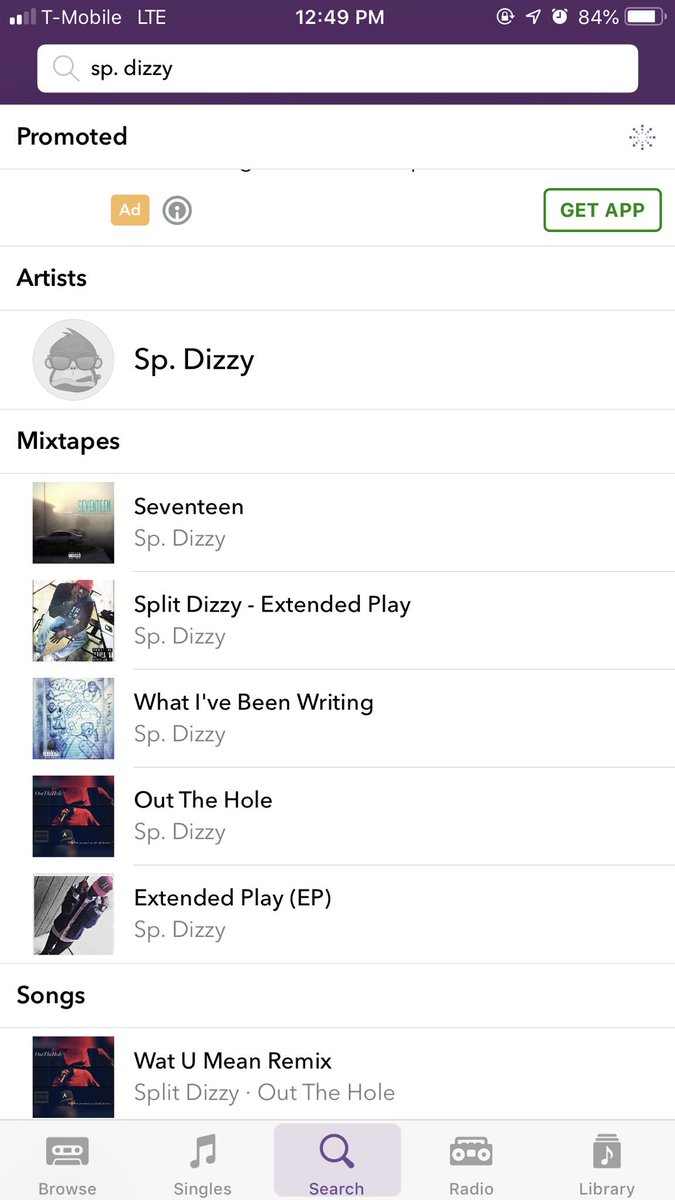 T-Mobile LTE 12:49 PM 84%
sp. dizzy
Promoted
Ad
GET APP
Artists
Sp. Dizzy
Mixtapes
SEVENTEEN
Seventeen
Sp. Dizzy
Split Dizzy - Extended Play
Sp. Dizzy
What I've Been Writing
Sp. Dizzy
OutTheHole
Out The Hole
Sp. Dizzy
Extended Play (EP)
Sp. Dizzy
Songs
OutTheHole
Wat U Mean Remix
Split Dizzy · Out The Hole
Browse
Singles
Search
Radio
Library